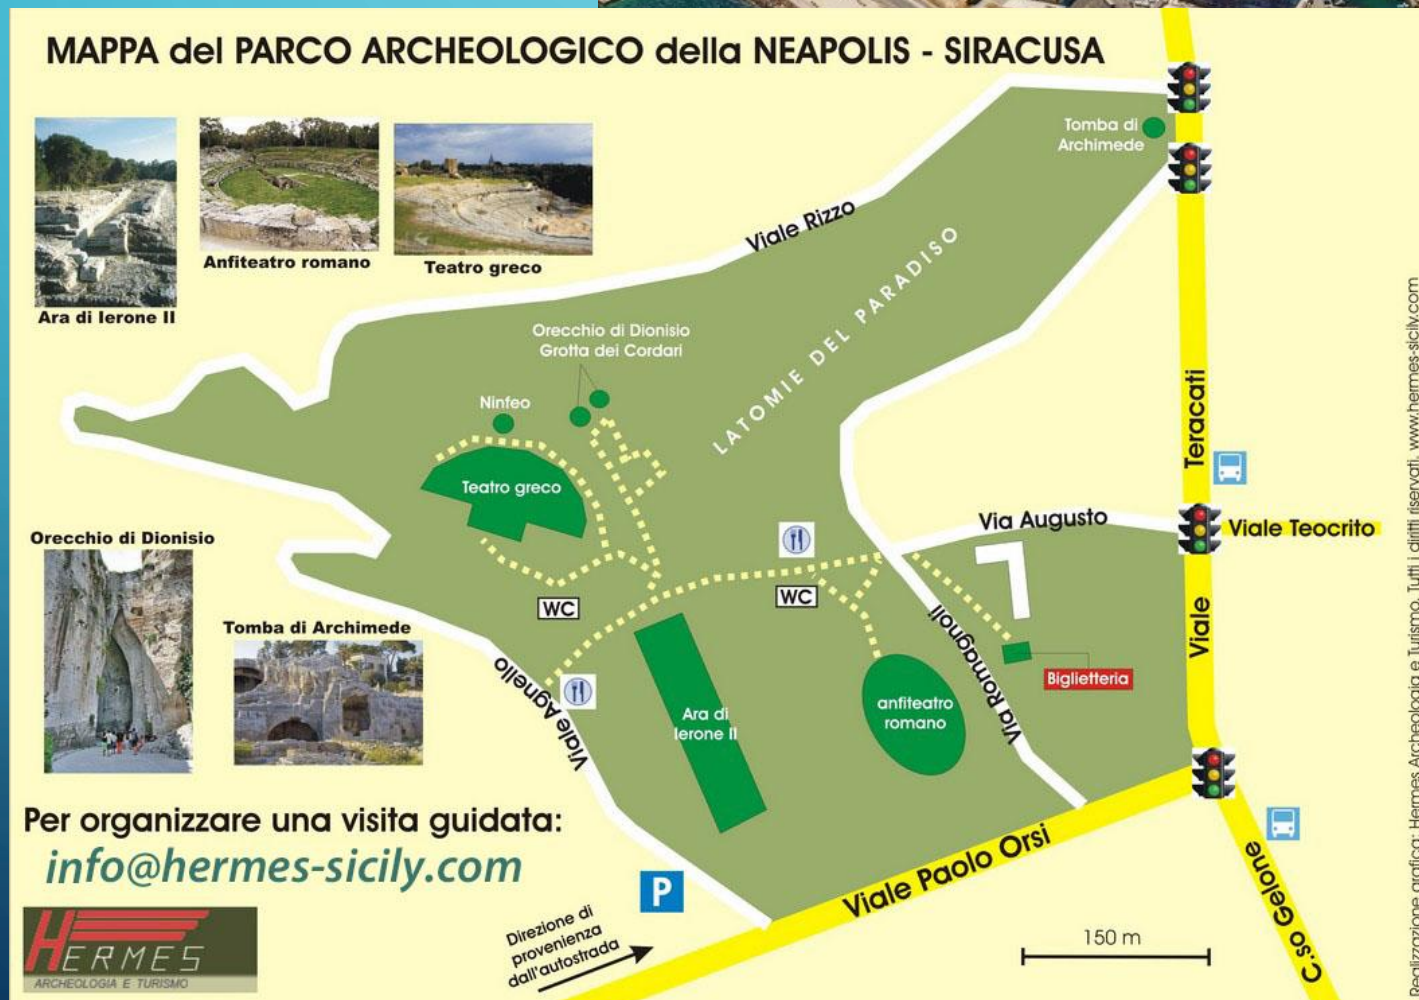 MAPPA del PARCO ARCHEOLOGICO della NEAPOLIS - SIRACUSA
Ara di Ierone II
Anfiteatro romano
Teatro greco
Tomba di
Archimede
Viale Rizzo
LATOMIE DEL PARADISO
Orecchio di Dionisio
Grotta dei Cordari
Ninfeo
Teatro greco
Teracati
Via Augusto
Viale Teocrito
Orecchio di Dionisio
WC
WC
Tomba di Archimede
Viale Agnello
Via Romagnoli
Viale
Biglietteria
Ara di
Ierone II
anfiteatro
romano
Per organizzare una visita guidata:
info@hermes-sicily.com
P
Viale Paolo Orsi
C.so Gelone
Direzione di
provenienza
dall'autostrada
150 m
HERMES
ARCHEOLOGIA E TURISMO
Realizzazione grafica: Hermes Archeologia e Turismo. Tutti i diritti riservati. www.hermes-sicily.com